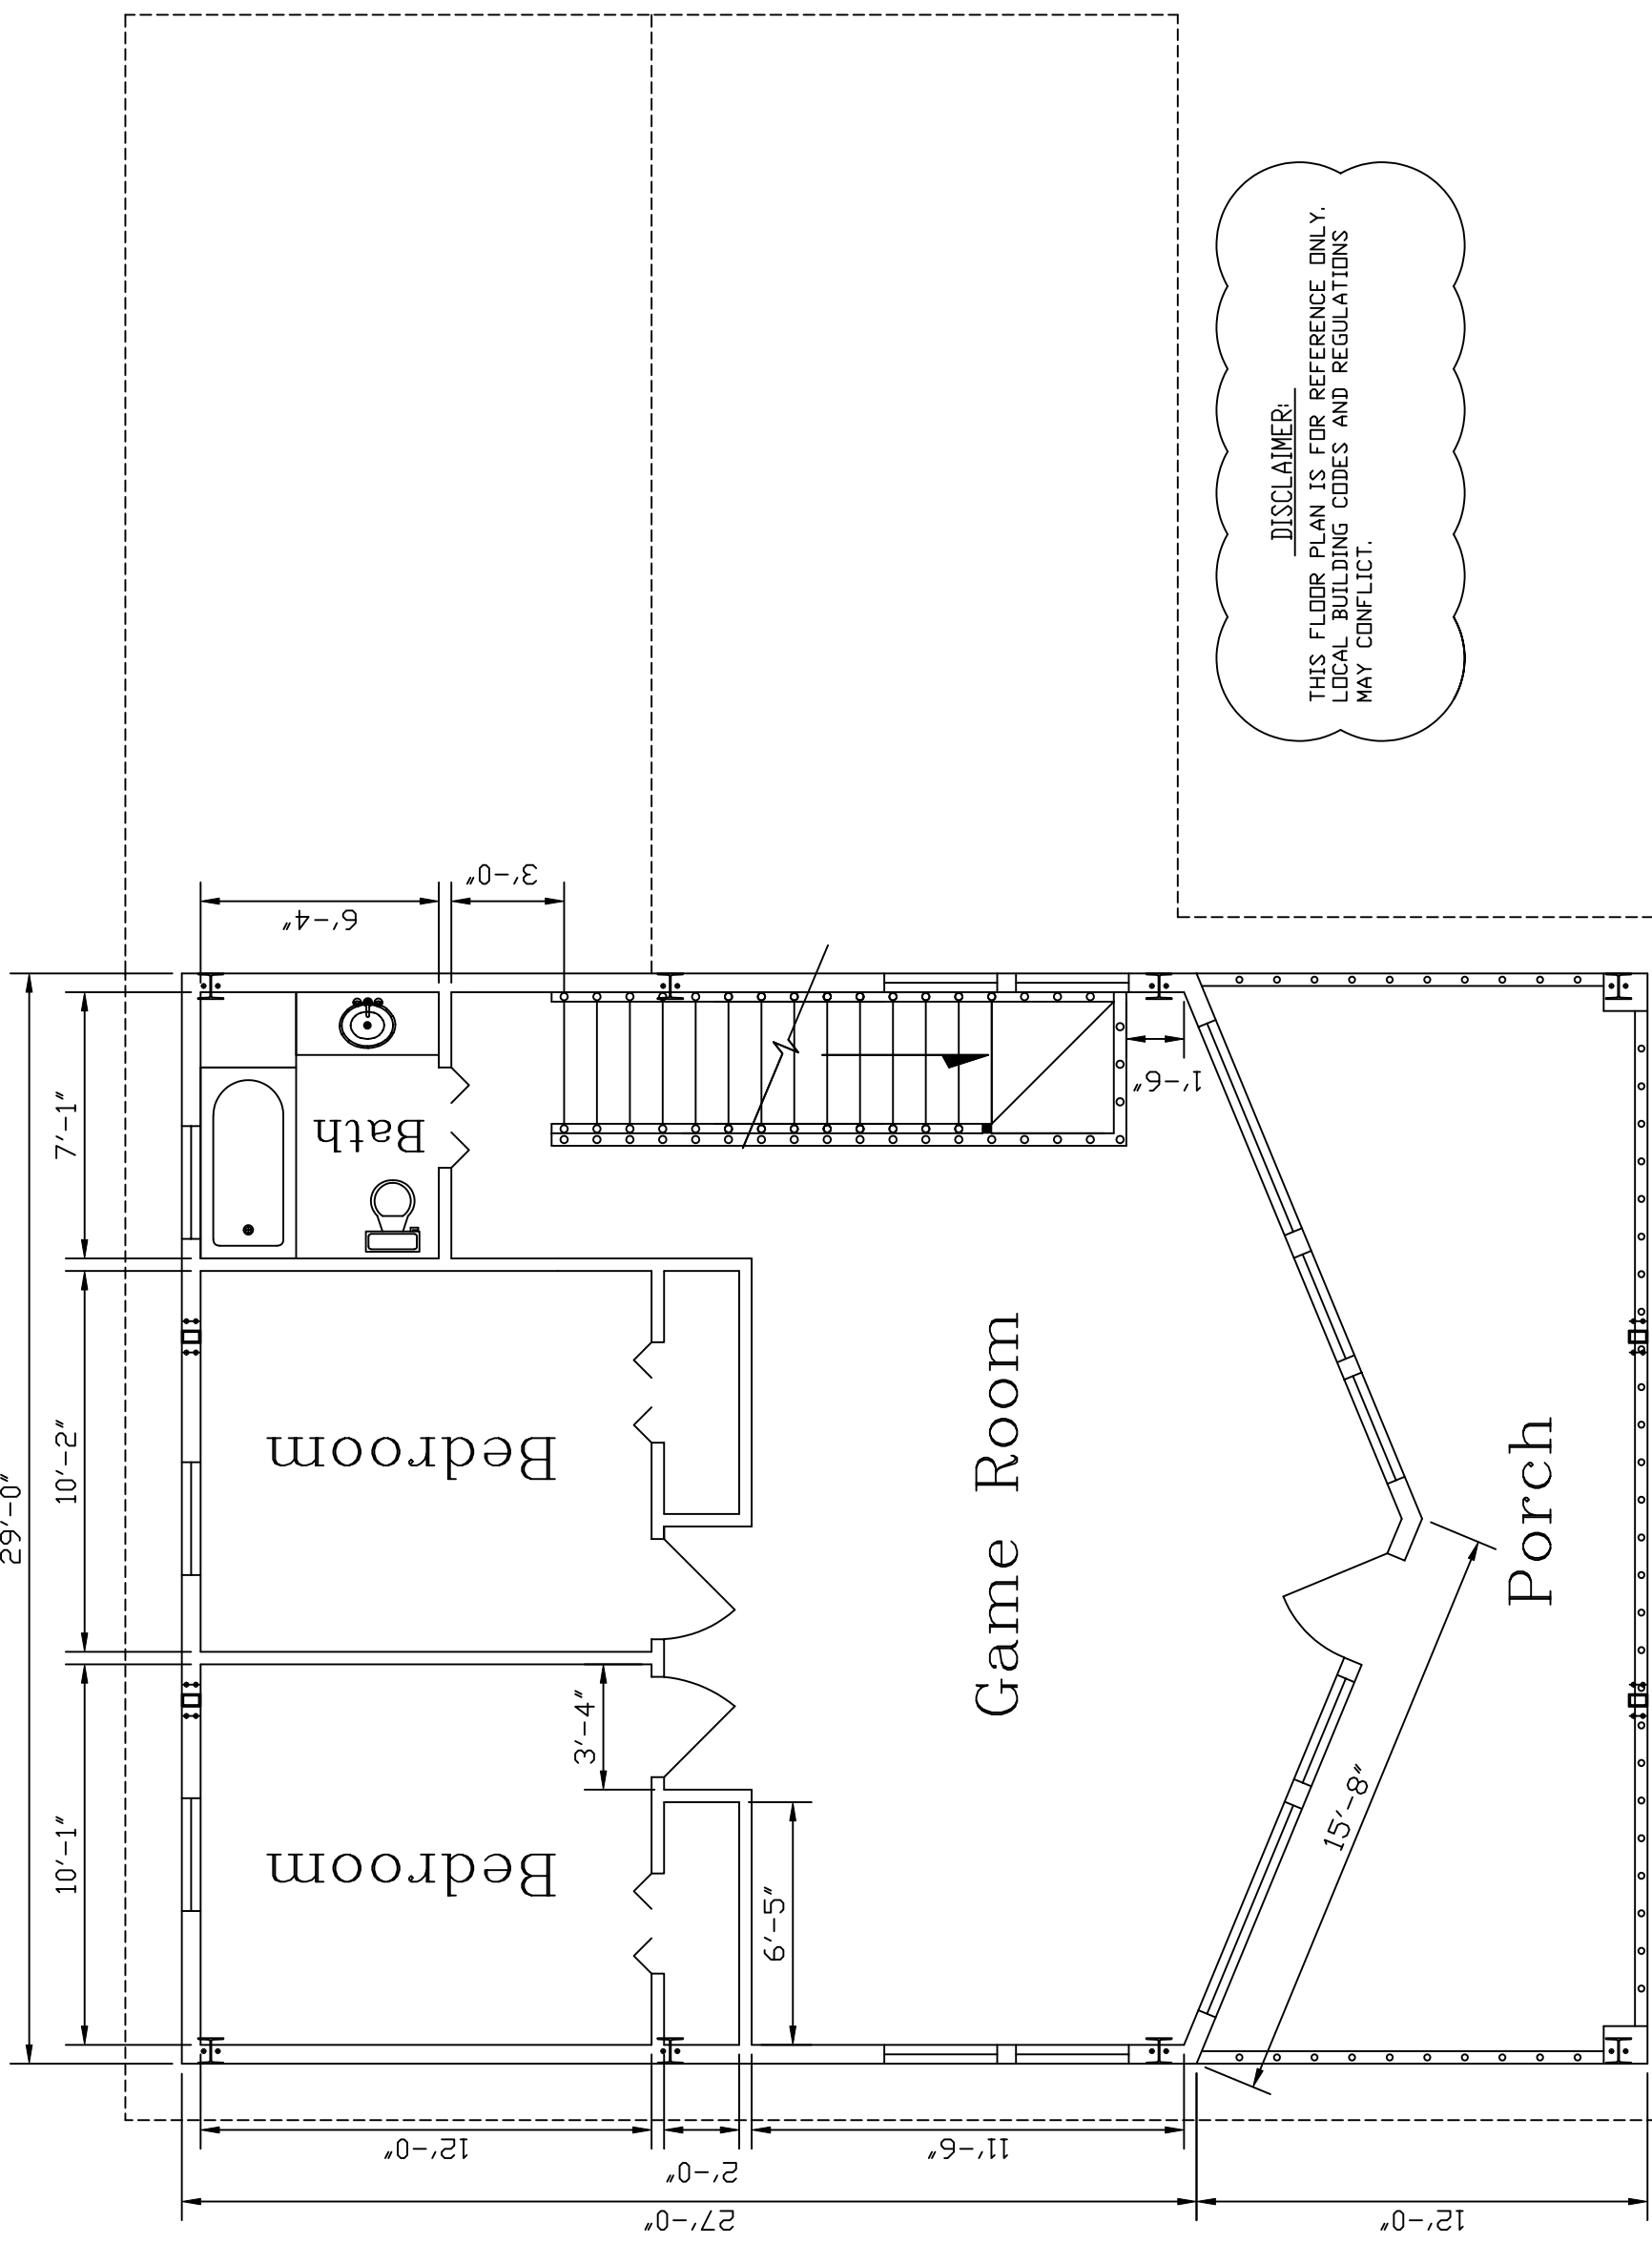 29'-0"
7'-1"
10'-2"
10'-1"
6'-4"
3'-0"
Bath
1'-6"
Bedroom
Bedroom
3'-4"
6'-5"
Game Room
Porch
15'-8"
12'-0"
2'-0"
11'-6"
27'-0"
12'-0"
DISCLAIMER:
THIS FLOOR PLAN IS FOR REFERENCE ONLY.
LOCAL BUILDING CODES AND REGULATIONS
MAY CONFLICT.